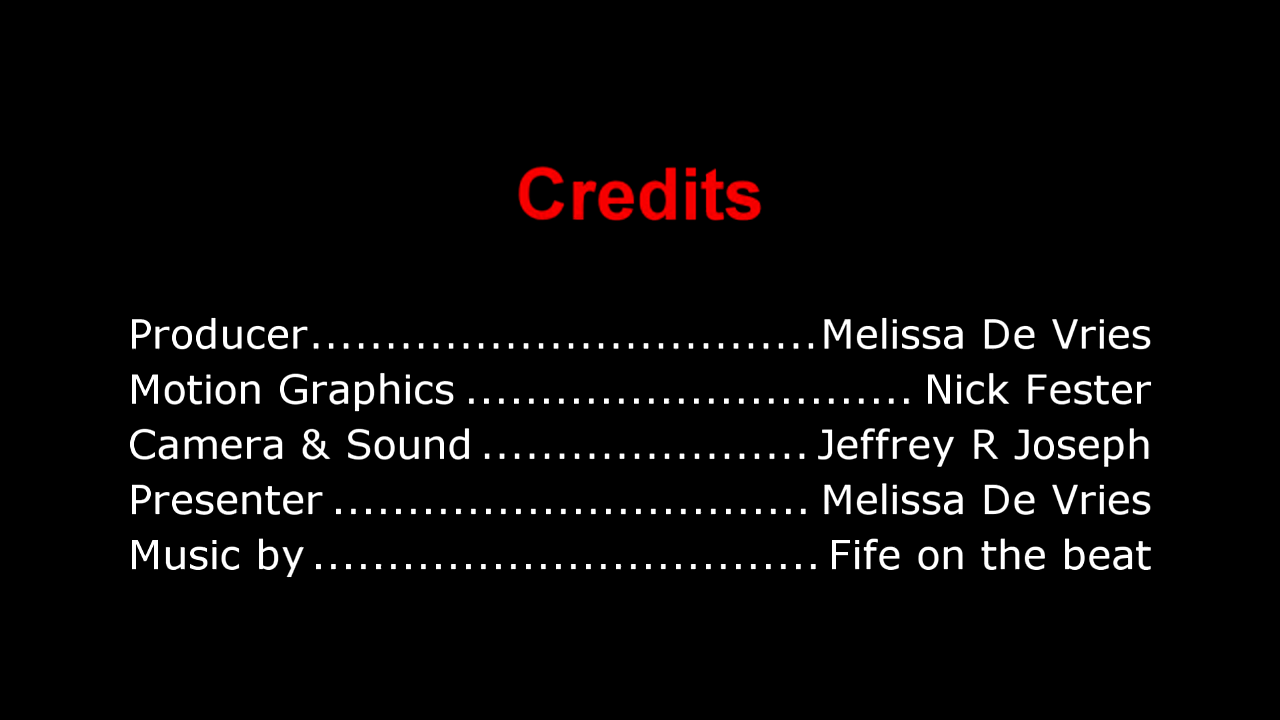 Credits
Producer..................................Melissa De Vries
Motion Graphics .............................. Nick Fester
Camera & Sound ...................... Jeffrey R Joseph
Presenter ................................ Melissa De Vries
Music by .................................. Fife on the beat